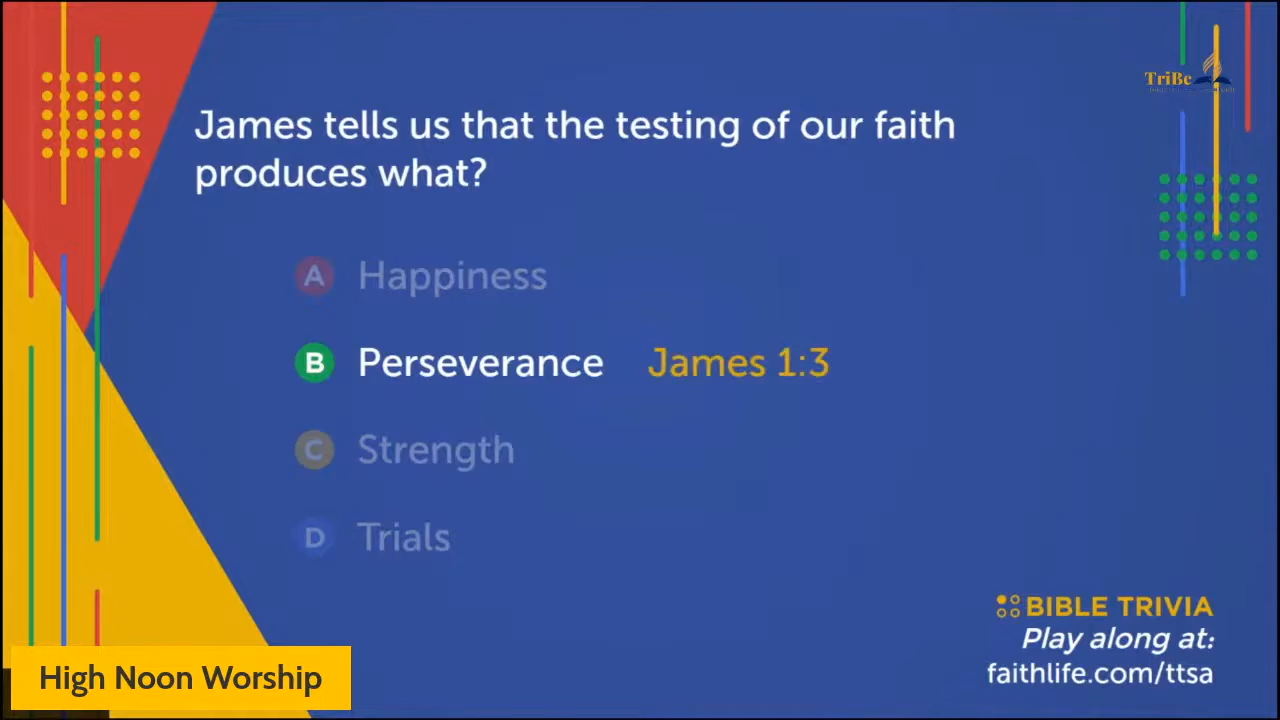 TriBe
James tells us that the testing of our faith
produces what?
A Happiness
B Perseverance James 1:3
C Strength
D Trials
BIBLE TRIVIA
Play along at:
faithlife.com/ttsa
High Noon Worship